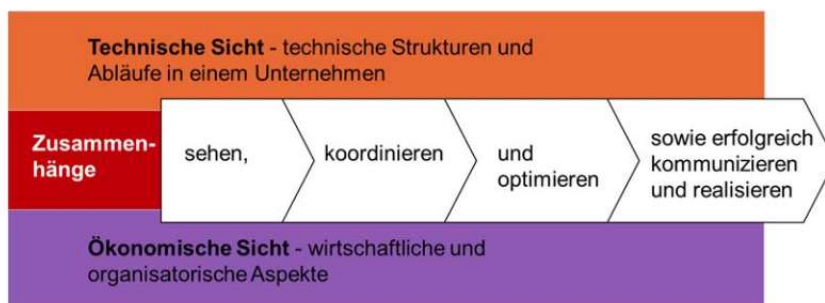 Technische Sicht - technische Strukturen und
Abläufe in einem Unternehmen
Zusammen-
hänge
sehen,
koordinieren
und
optimieren
sowie erfolgreich
kommunizieren
und realisieren
Ökonomische Sicht - wirtschaftliche und
organisatorische Aspekte